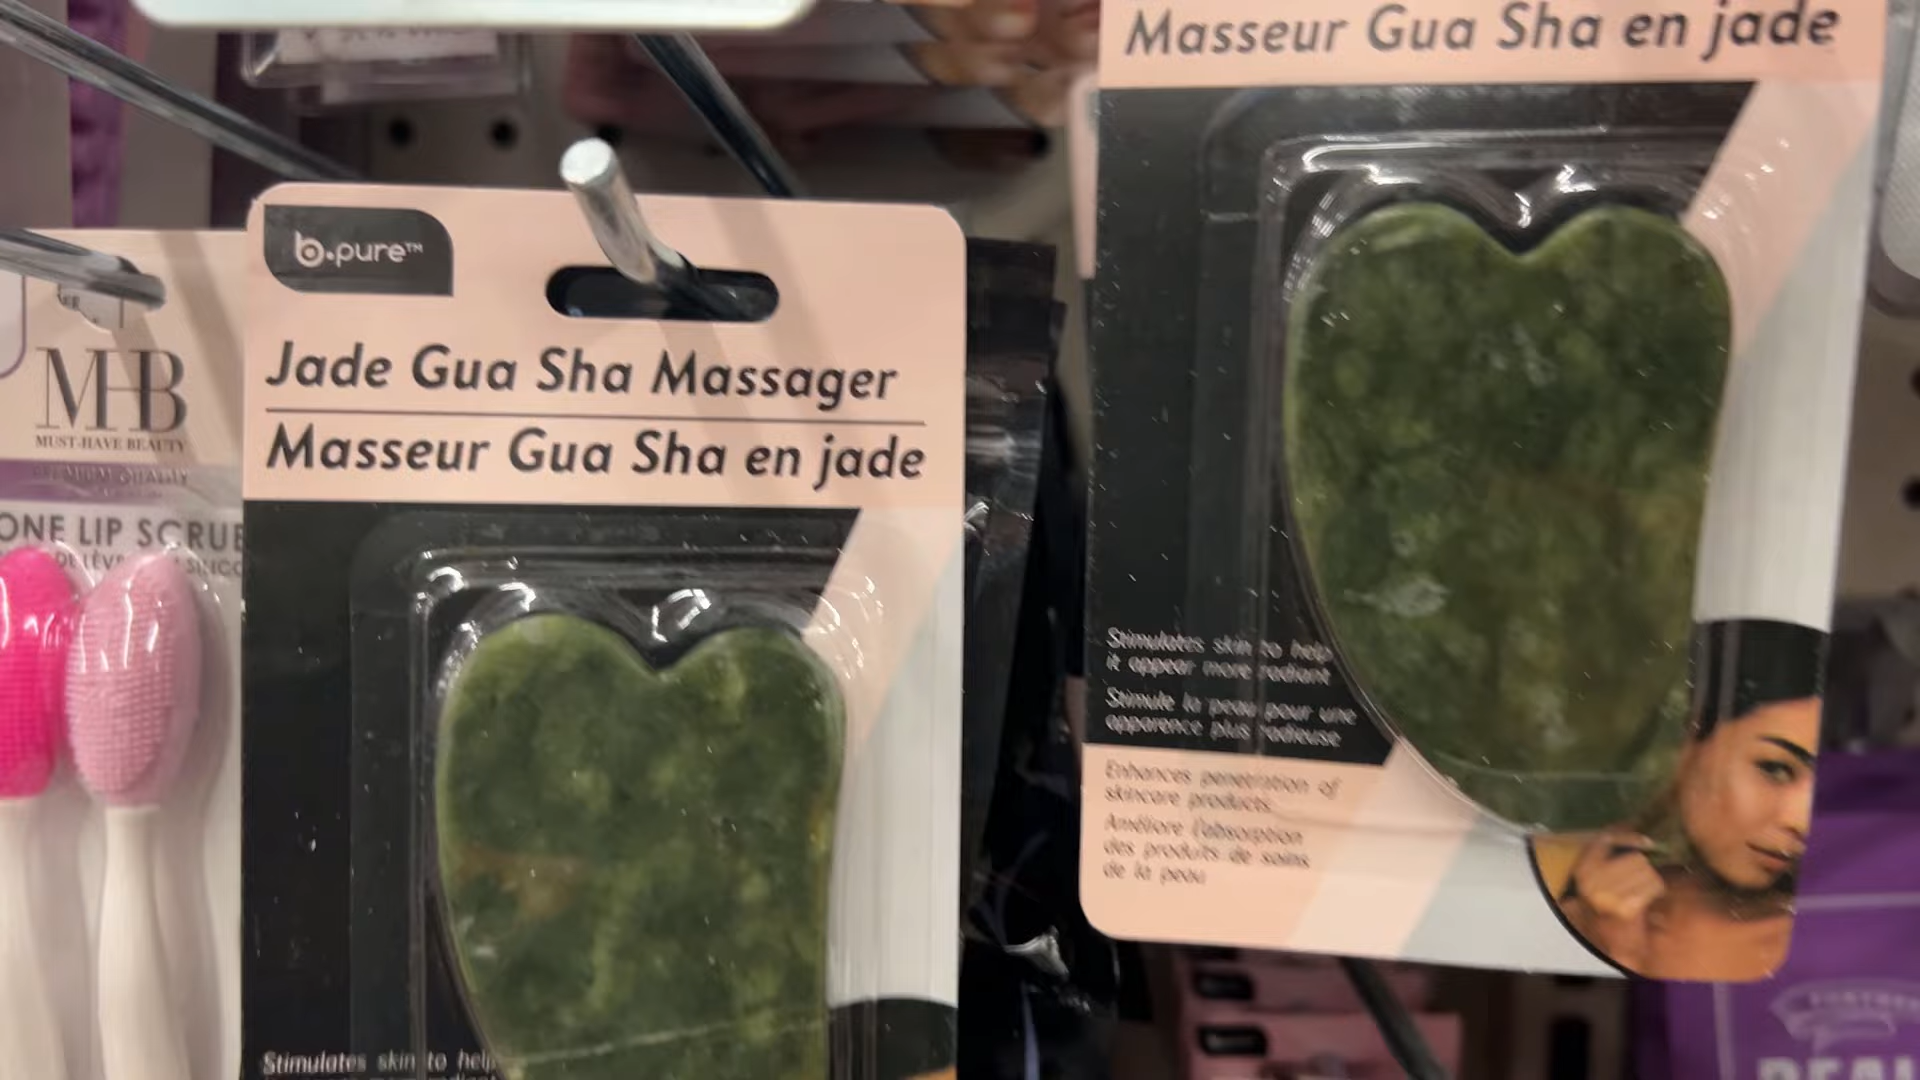 b.pure™
Jade Gua Sha Massager
Masseur Gua Sha en jade
Stimulates skin to help
Masseur Gua Sha en jade
Stimulates skin to help
it appear more radiant
Stimule la peau pour une
apparence plus radieuse
Enhances penetration of
skincare products.
Améliore l'absorption
des produits de soins
de la peau
MHB
MUST-HAVE BEAUTY
PREMIUM QUALITY
ONE LIP SCRUB